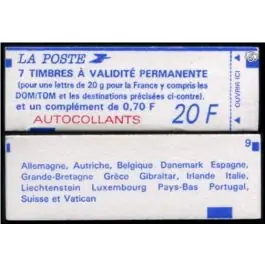 LA POSTE
7 TIMBRES À VALIDITÉ PERMANENTE
(pour une lettre de 20 g pour la France y compris les
DOM/TOM et les destinations précisées ci-contre).
et un complément de 0,70 F
AUTOCOLLANTS
20 F
OUVRIR ICI
9
Allemagne, Autriche, Belgique Danemark Espagne,
Grande-Bretagne Grèce Gibraltar, Irlande Italie,
Liechtenstein Luxembourg Pays-Bas Portugal,
Suisse et Vatican